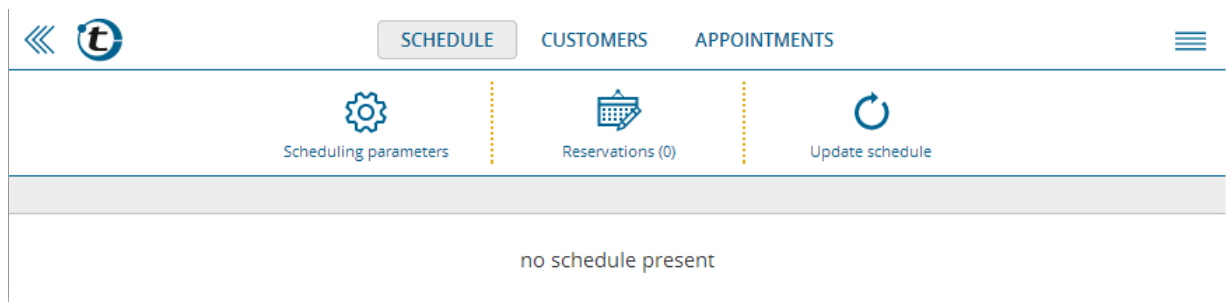 t
SCHEDULE CUSTOMERS APPOINTMENTS
Scheduling parameters Reservations (0) Update schedule
no schedule present